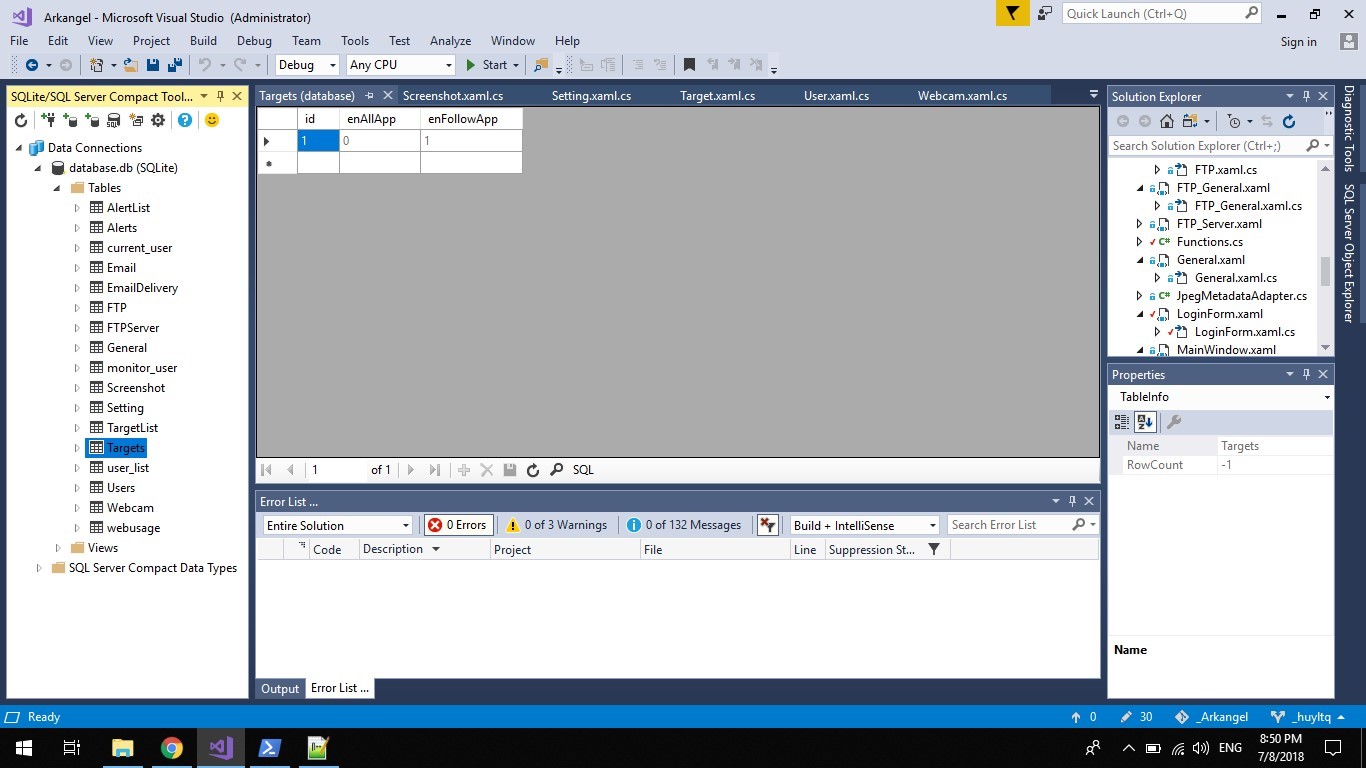 Arkangel - Microsoft Visual Studio (Administrator)
Quick Launch (Ctrl+Q)
File Edit View Project Build Debug Team Tools Test Analyze Window Help
Sign in
Debug Any CPU Start
SQLite/SQL Server Compact Tool...
Data Connections
database.db (SQLite)
Tables
AlertList
Alerts
current_user
Email
EmailDelivery
FTP
FTPServer
General
monitor_user
Screenshot
Setting
TargetList
Targets
user_list
Users
Webcam
webusage
Views
SQL Server Compact Data Types
Targets (database) Screenshot.xaml.cs Setting.xaml.cs Target.xaml.cs User.xaml.cs Webcam.xaml.cs
id enAllApp enFollowApp
1 0 1
1 of 1 SQL
Error List ...
Entire Solution 0 Errors 0 of 3 Warnings 0 of 132 Messages Build + IntelliSense Search Error List
Code Description Project File Line Suppression St...
Output Error List ...
Solution Explorer
Search Solution Explorer (Ctrl+;)
FTP.xaml.cs
FTP_General.xaml
FTP_General.xaml.cs
FTP_Server.xaml
C# Functions.cs
General.xaml
General.xaml.cs
C# JpegMetadataAdapter.cs
LoginForm.xaml
LoginForm.xaml.cs
MainWindow.xaml
Properties
TableInfo
Name Targets
RowCount -1
Name
Diagnostic Tools
SQL Server Object Explorer
Ready 0 30 _Arkangel _huyltq
ENG
8:50 PM
7/8/2018